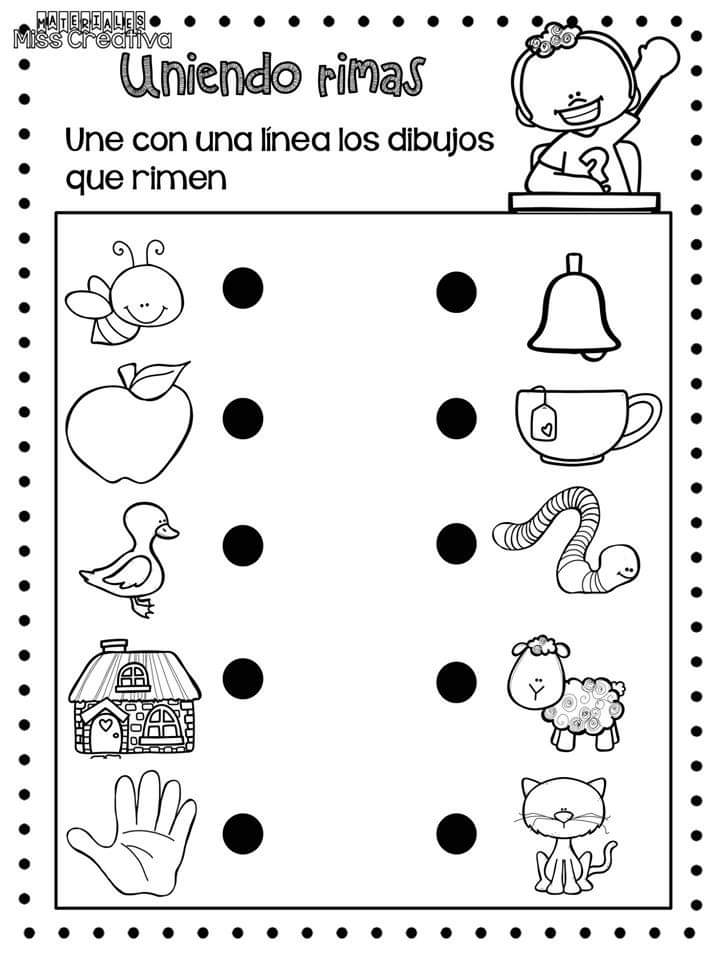 MATERIALES
Miss Creativa
Uniendo rimas
Une con una línea los dibujos
que rimen
?